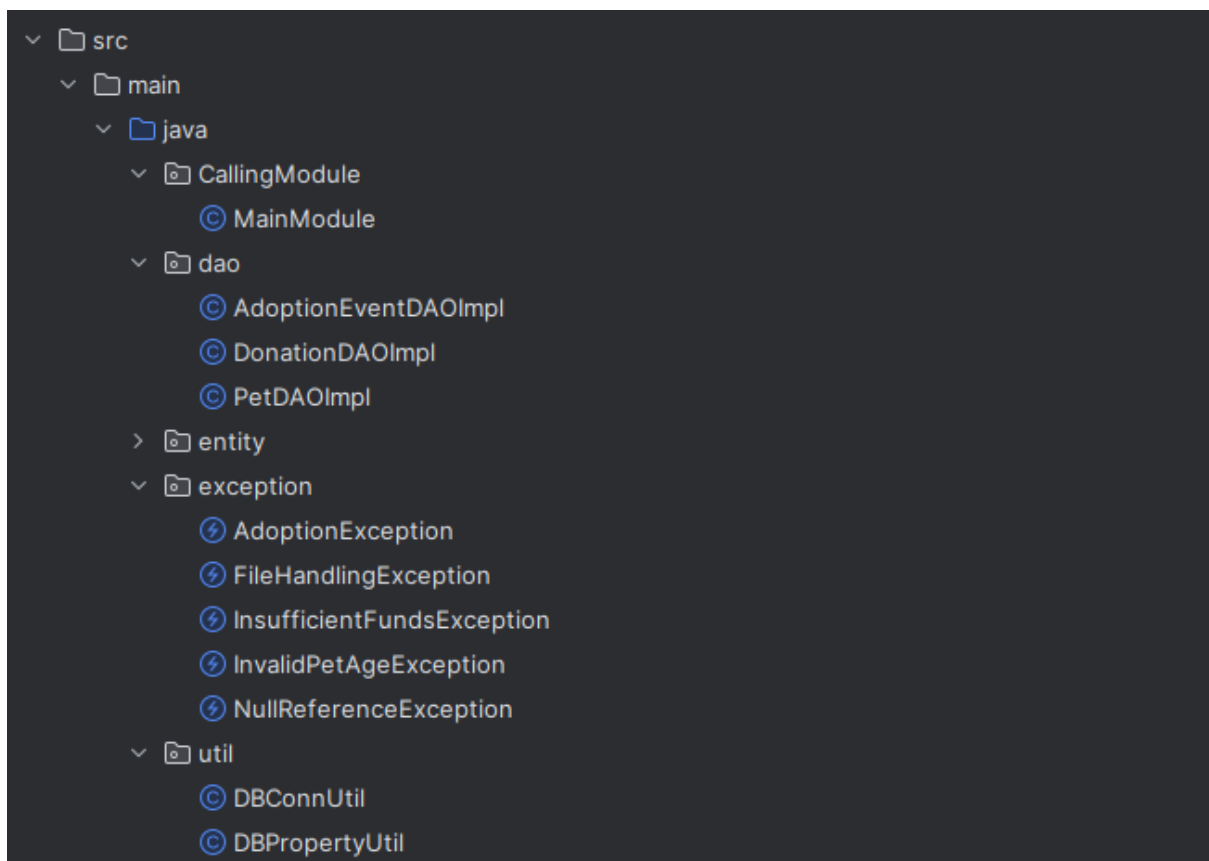 src
main
java
CallingModule
MainModule
dao
AdoptionEventDAOImpl
DonationDAOImpl
PetDAOImpl
entity
exception
AdoptionException
FileHandlingException
InsufficientFundsException
InvalidPetAgeException
NullReferenceException
util
DBConnUtil
DBPropertyUtil